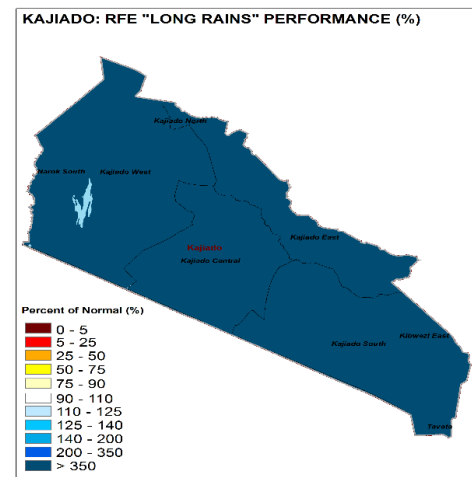 KAJIADO: RFE "LONG RAINS" PERFORMANCE (%)
Kajiado North
Narok South
Kajiado West
Kajiado East
Kajiado
Kajiado Central
Kajiado South
Kibwezi East
Taveta
Percent of Normal (%)
0 - 5
5 - 25
25 - 50
50 - 75
75 - 90
90 - 110
110 - 125
125 - 140
140 - 200
200 - 350
> 350